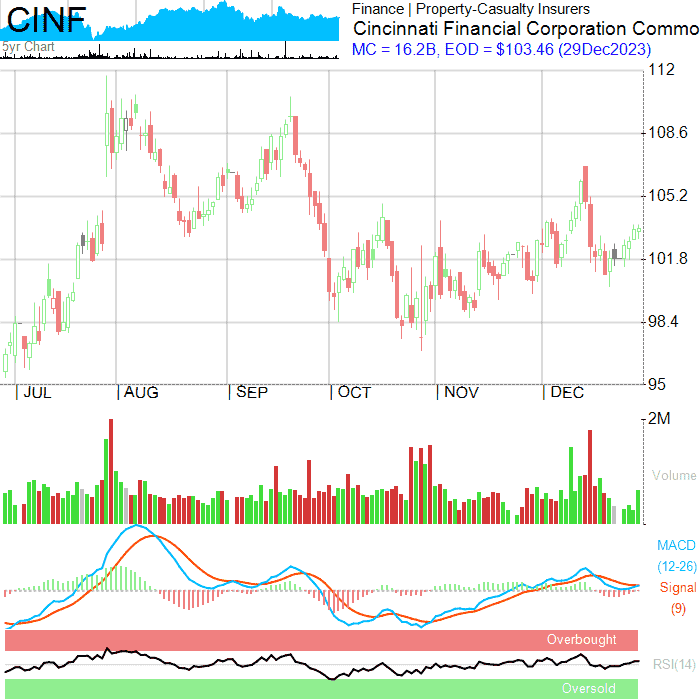 CINF
5yr Chart
Finance | Property-Casualty Insurers
Cincinnati Financial Corporation Commo
MC = 16.2B, EOD = $103.46 (29Dec2023)
112
108.6
105.2
101.8
98.4
95
| JUL | AUG | SEP | OCT | NOV | DEC
2M
Volume
MACD
(12-26)
Signal
(9)
Overbought
RSI(14)
Oversold